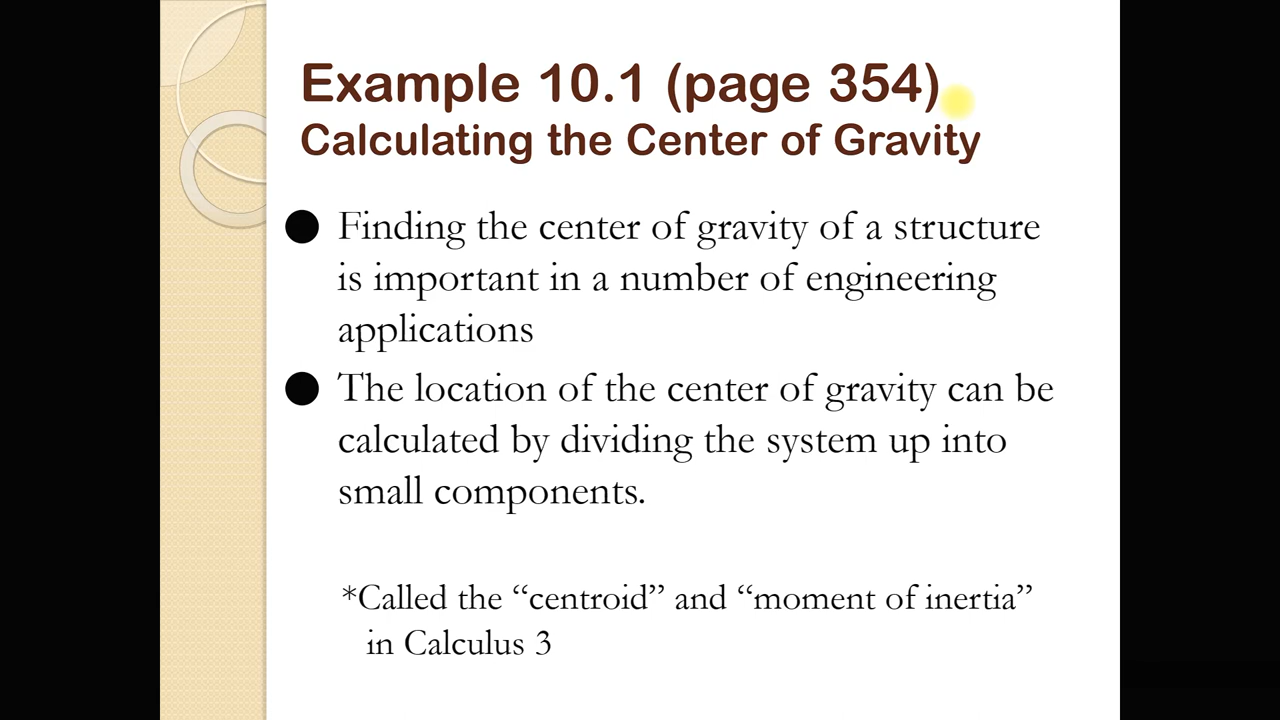 Example 10.1 (page 354)
Calculating the Center of Gravity
● Finding the center of gravity of a structure
is important in a number of engineering
applications
● The location of the center of gravity can be
calculated by dividing the system up into
small components.
*Called the “centroid” and “moment of inertia”
in Calculus 3